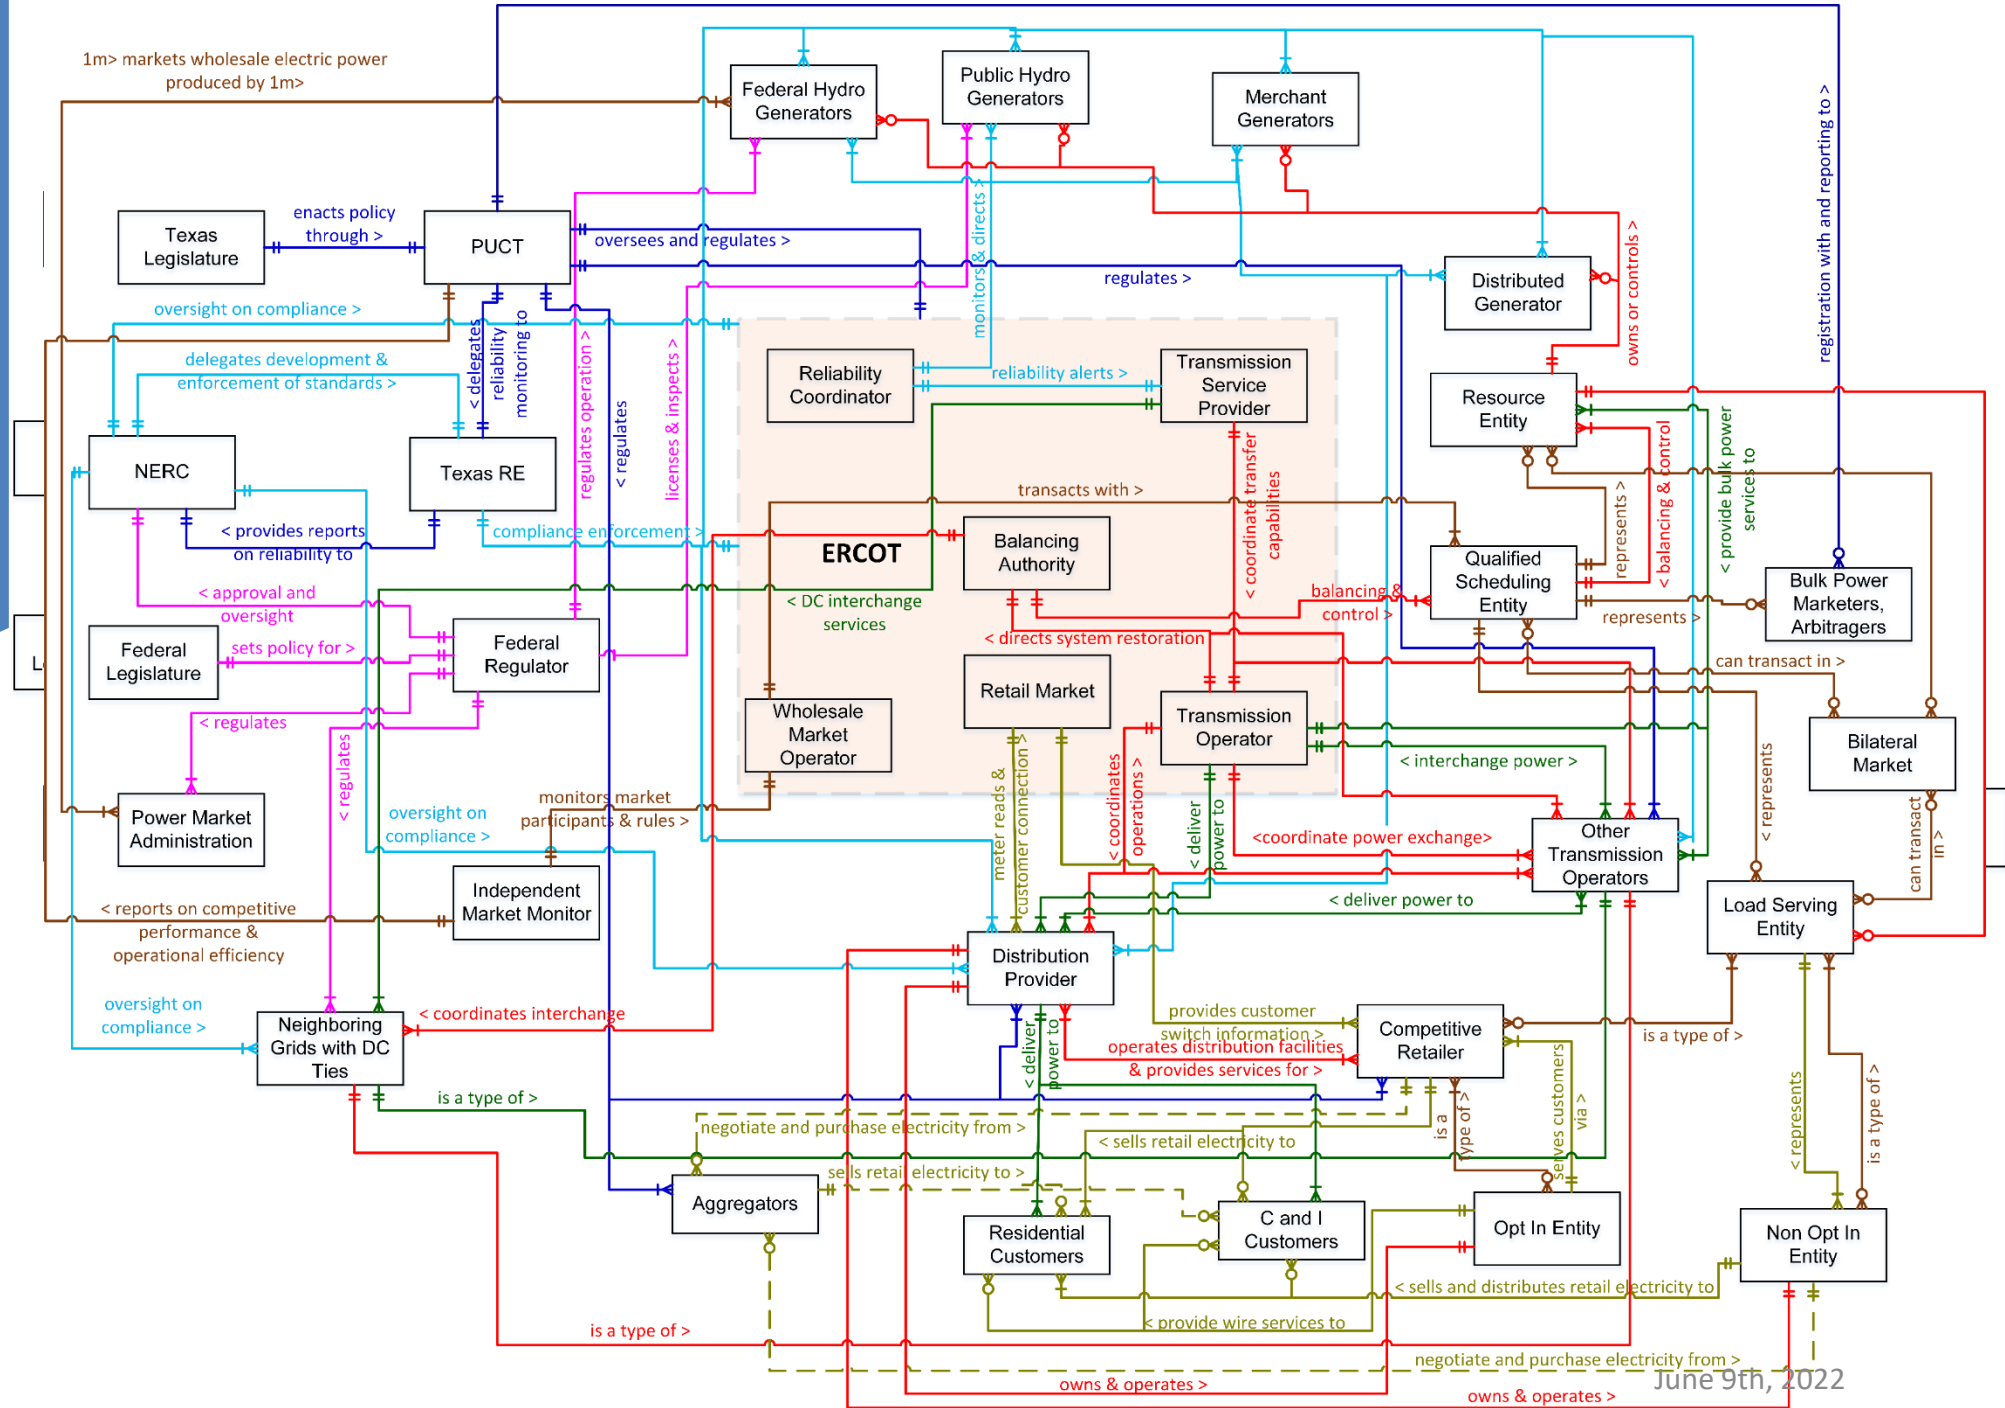 1m> markets wholesale electric power
produced by 1m>
Federal Hydro
Generators
Public Hydro
Generators
Merchant
Generators
registration with and reporting to >
Texas
Legislature
enacts policy
through >
PUCT
oversees and regulates >
monitors & directs >
regulates >
Distributed
Generator
owns or controls >
oversight on compliance >
delegates development &
enforcement of standards >
< delegates
reliability
monitoring to
< regulates
regulates operation >
licenses & inspects >
Reliability
Coordinator
reliability alerts >
Transmission
Service
Provider
Resource
Entity
< provide bulk power
services to
< balancing & control
represents >
NERC
Texas RE
transacts with >
< coordinate transfer
capabilities
< provides reports
on reliability to
compliance enforcement >
ERCOT
Balancing
Authority
Qualified
Scheduling
Entity
Bulk Power
Marketers,
Arbitragers
< approval and
oversight
< DC interchange
services
balancing &
control >
represents >
Federal
Legislature
sets policy for >
Federal
Regulator
< directs system restoration
can transact in >
L
Retail Market
< regulates
Wholesale
Market
Operator
Transmission
Operator
Bilateral
Market
< regulates
< interchange power >
< represents
Power Market
Administration
oversight on
compliance >
monitors market
participants & rules >
meter reads &
customer connection >
< coordinates
operations >
< deliver
power to
<coordinate power exchange>
Other
Transmission
Operators
can transact
in >
Independent
Market Monitor
< reports on competitive
performance &
operational efficiency
< deliver power to
Load Serving
Entity
Distribution
Provider
oversight on
compliance >
Neighboring
Grids with DC
Ties
< coordinates interchange
< deliver
power to
provides customer
switch information >
operates distribution facilities
& provides services for >
Competitive
Retailer
is a type of >
is a type of >
negotiate and purchase electricity from >
< sells retail electricity to
is a
type of >
serves customers
via >
< represents
is a type of >
sells retail electricity to >
Aggregators
Residential
Customers
C and I
Customers
Opt In Entity
Non Opt In
Entity
< sells and distributes retail electricity to
< provide wire services to
is a type of >
negotiate and purchase electricity from >
June 9th, 2022
owns & operates >
owns & operates >